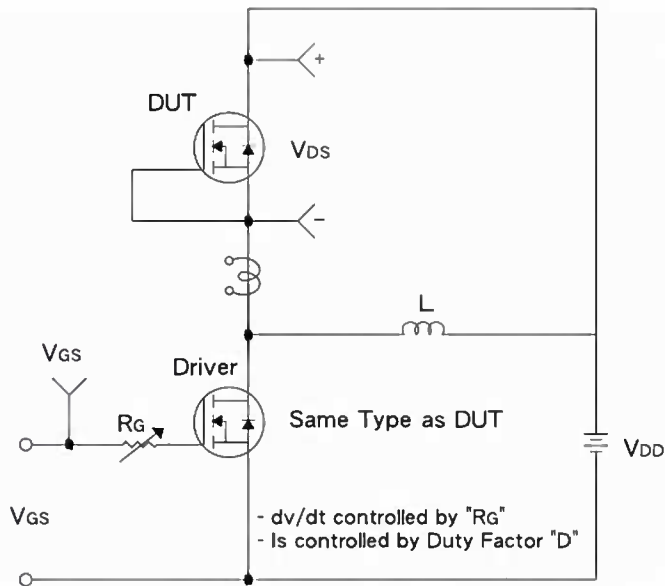 +
DUT
VDS
-
L
VGS
Driver
RG
Same Type as DUT
VDD
VGS
- dv/dt controlled by "RG"
- Is controlled by Duty Factor "D"